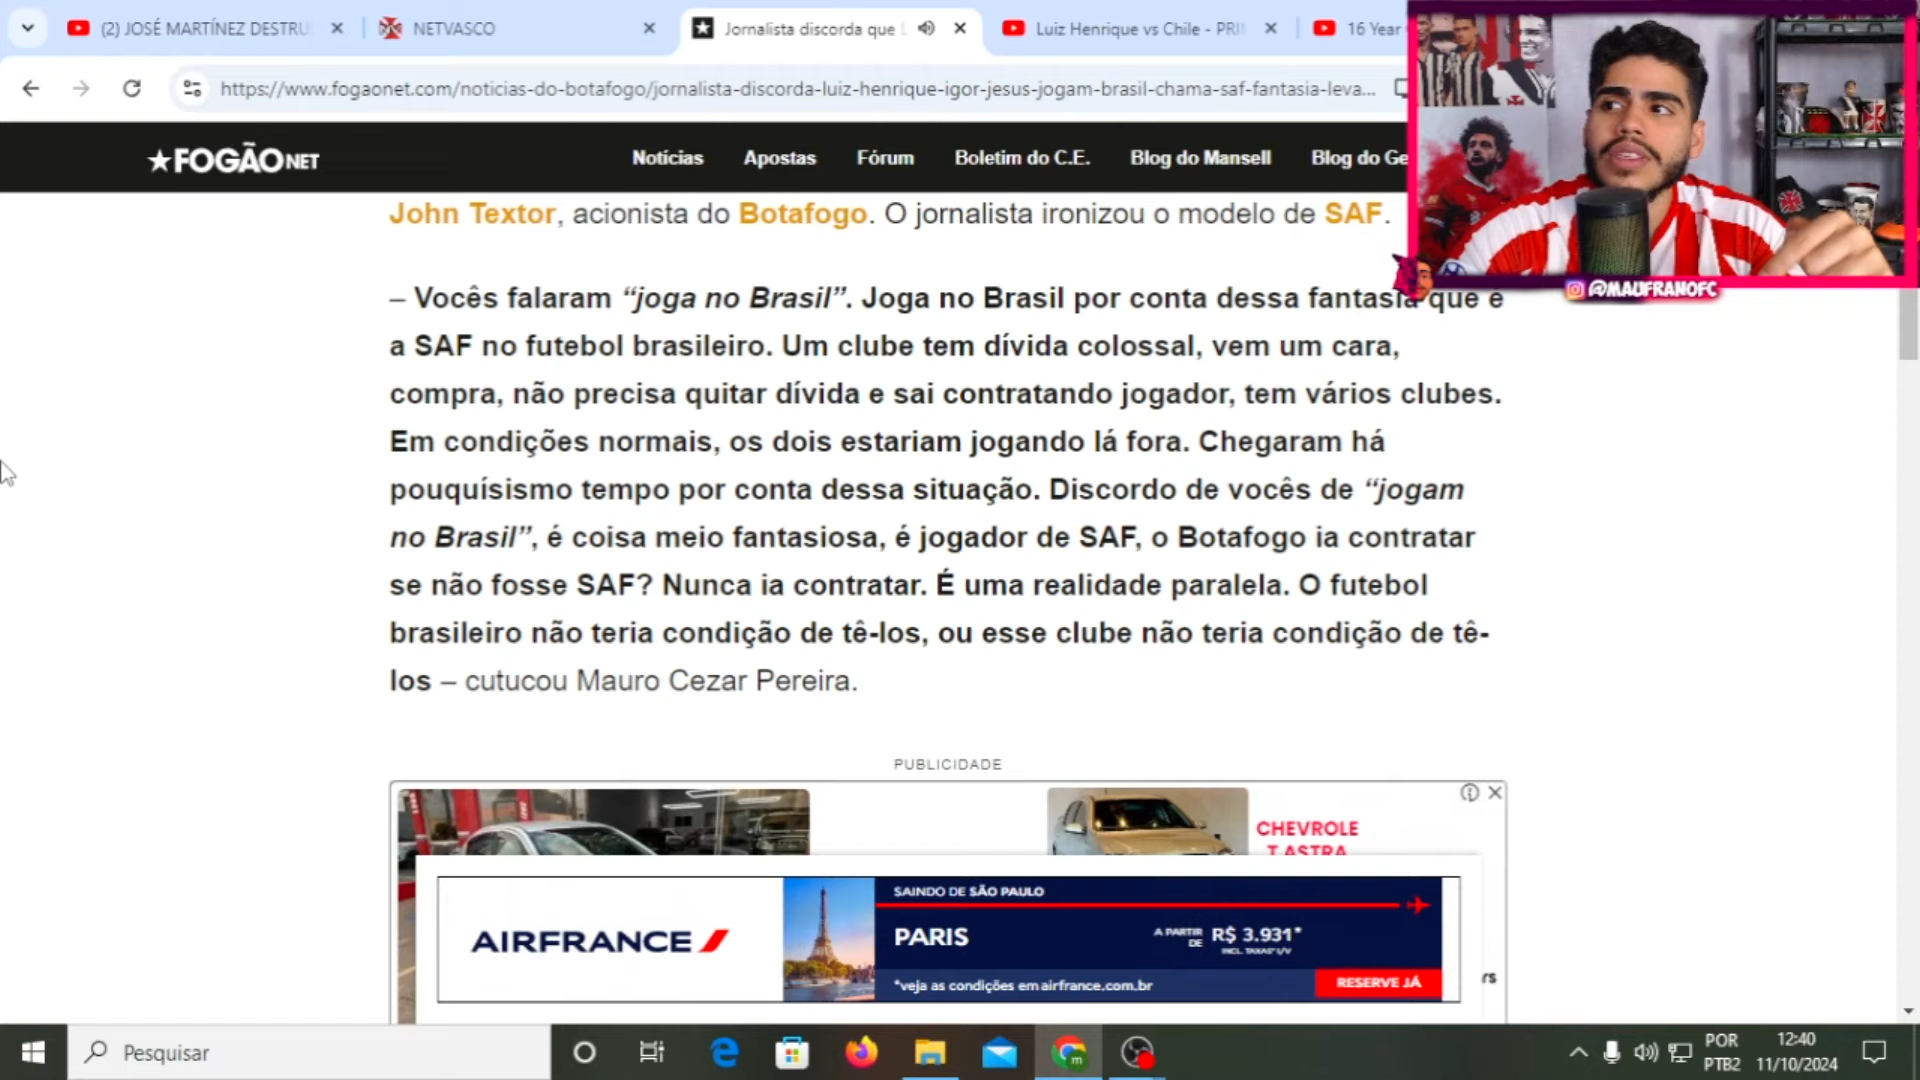 (2) JOSÉ MARTÍNEZ DESTRU
NETVASCO
Jornalista discorda que L
Luiz Henrique vs Chile - PRI
16 Year
https://www.fogaonet.com/noticias-do-botafogo/jornalista-discorda-luiz-henrique-igor-jesus-jogam-brasil-chama-saf-fantasia-leva...
FOGÃO NET
Notícias
Apostas
Fórum
Boletim do C.E.
Blog do Mansell
Blog do Ge
@MAUFRANOFC
John Textor, acionista do Botafogo. O jornalista ironizou o modelo de SAF.
– Vocês falaram “joga no Brasil”. Joga no Brasil por conta dessa fantasia que é
a SAF no futebol brasileiro. Um clube tem dívida colossal, vem um cara,
compra, não precisa quitar dívida e sai contratando jogador, tem vários clubes.
Em condições normais, os dois estariam jogando lá fora. Chegaram há
pouquísismo tempo por conta dessa situação. Discordo de vocês de “jogam
no Brasil”, é coisa meio fantasiosa, é jogador de SAF, o Botafogo ia contratar
se não fosse SAF? Nunca ia contratar. É uma realidade paralela. O futebol
brasileiro não teria condição de tê-los, ou esse clube não teria condição de tê-
los – cutucou Mauro Cezar Pereira.
PUBLICIDADE
CHEVROLE
T ASTRA
AIRFRANCE
SAINDO DE SÃO PAULO
PARIS
A PARTIR
DE
R$ 3.931*
INCL. TAXAS* I/V
*veja as condições em airfrance.com.br
RESERVE JÁ
rs
Pesquisar
POR
PTB2
12:40
11/10/2024